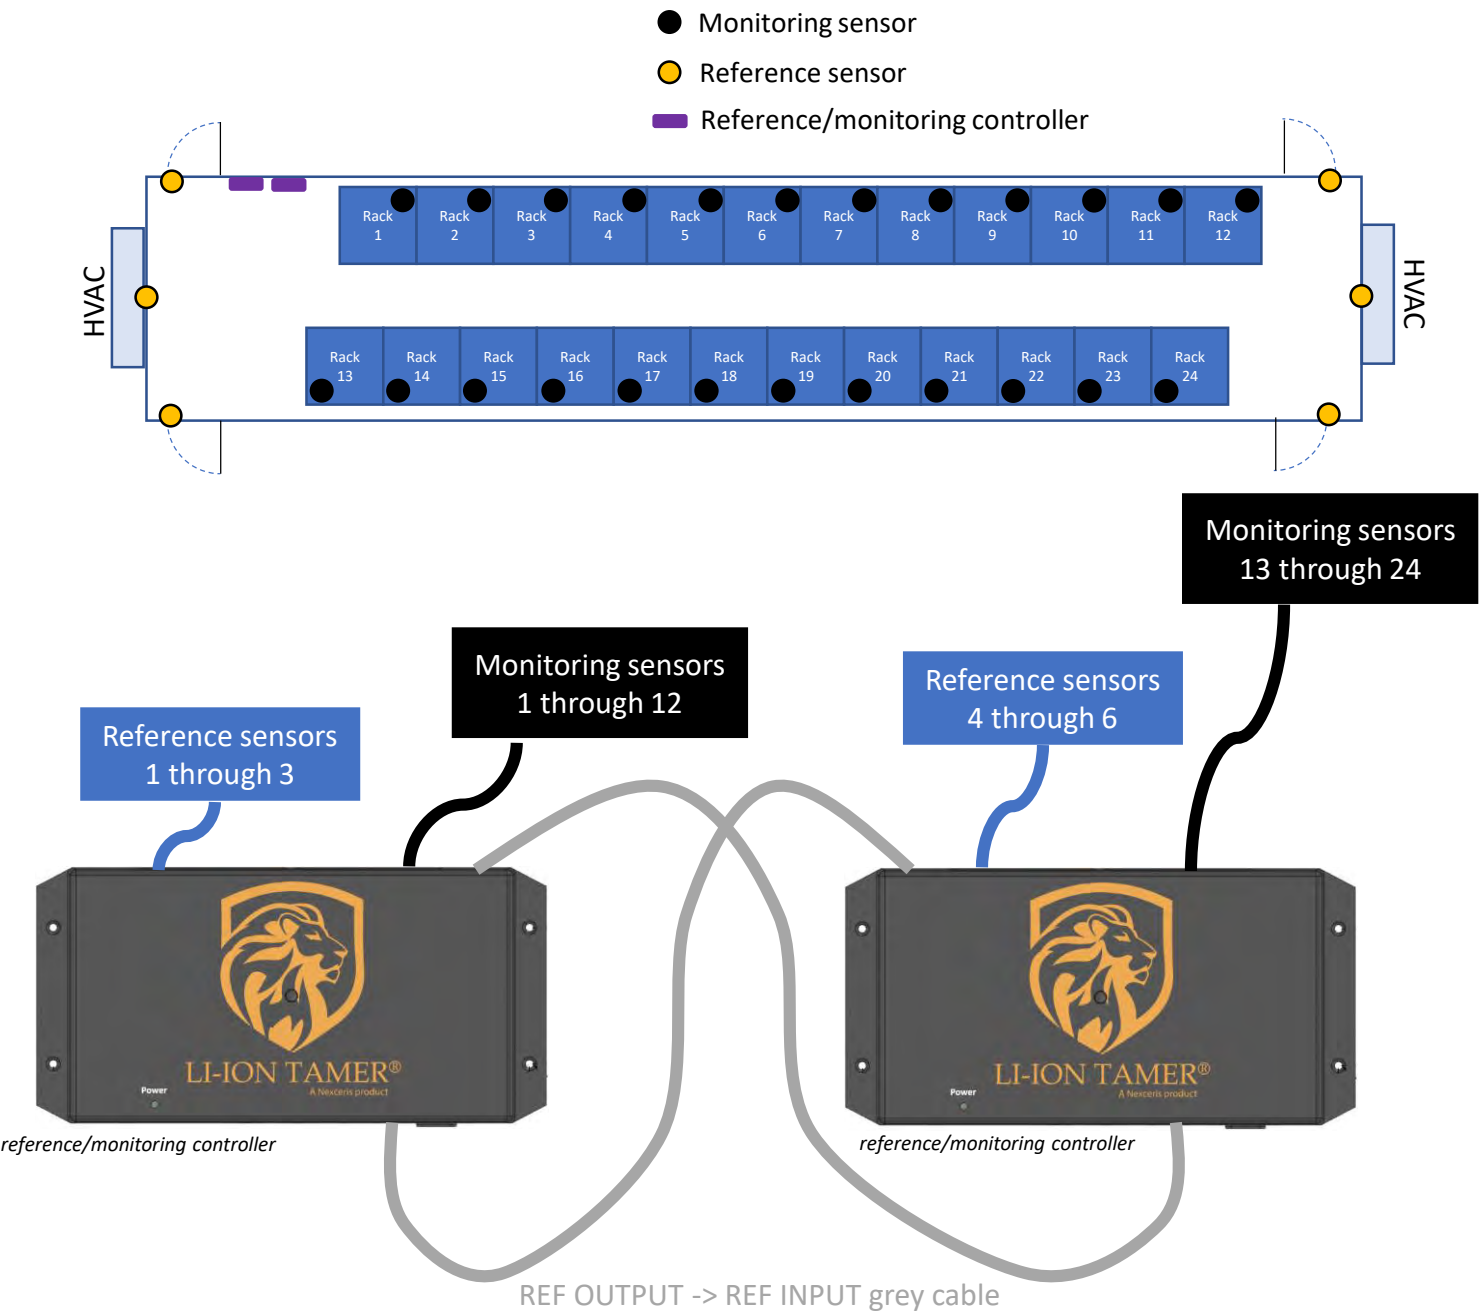 Monitoring sensor
Reference sensor
Reference/monitoring controller
HVAC
Rack
1
Rack
2
Rack
3
Rack
4
Rack
5
Rack
6
Rack
7
Rack
8
Rack
9
Rack
10
Rack
11
Rack
12
HVAC
Rack
13
Rack
14
Rack
15
Rack
16
Rack
17
Rack
18
Rack
19
Rack
20
Rack
21
Rack
22
Rack
23
Rack
24
Monitoring sensors
13 through 24
Monitoring sensors
1 through 12
Reference sensors
4 through 6
Reference sensors
1 through 3
LI-ION TAMER®
A Nexceris product
Power
reference/monitoring controller
LI-ION TAMER®
A Nexceris product
Power
reference/monitoring controller
REF OUTPUT -> REF INPUT grey cable